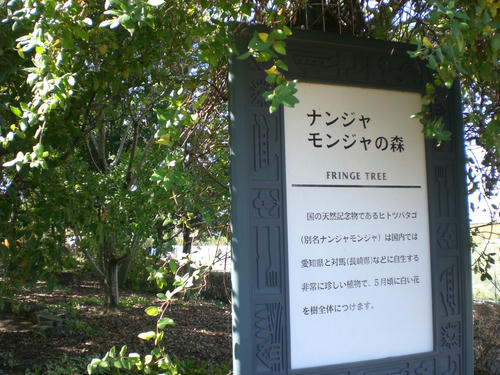 ナンジャ
モンジャの森
FRINGE TREE
国の天然記念物であるヒトツバタゴ
(別名ナンジャモンジャ)は国内では
愛知県と対馬(長崎県)などに自生する
非常に珍しい植物で、5月頃に白い花
を樹全体につけます。